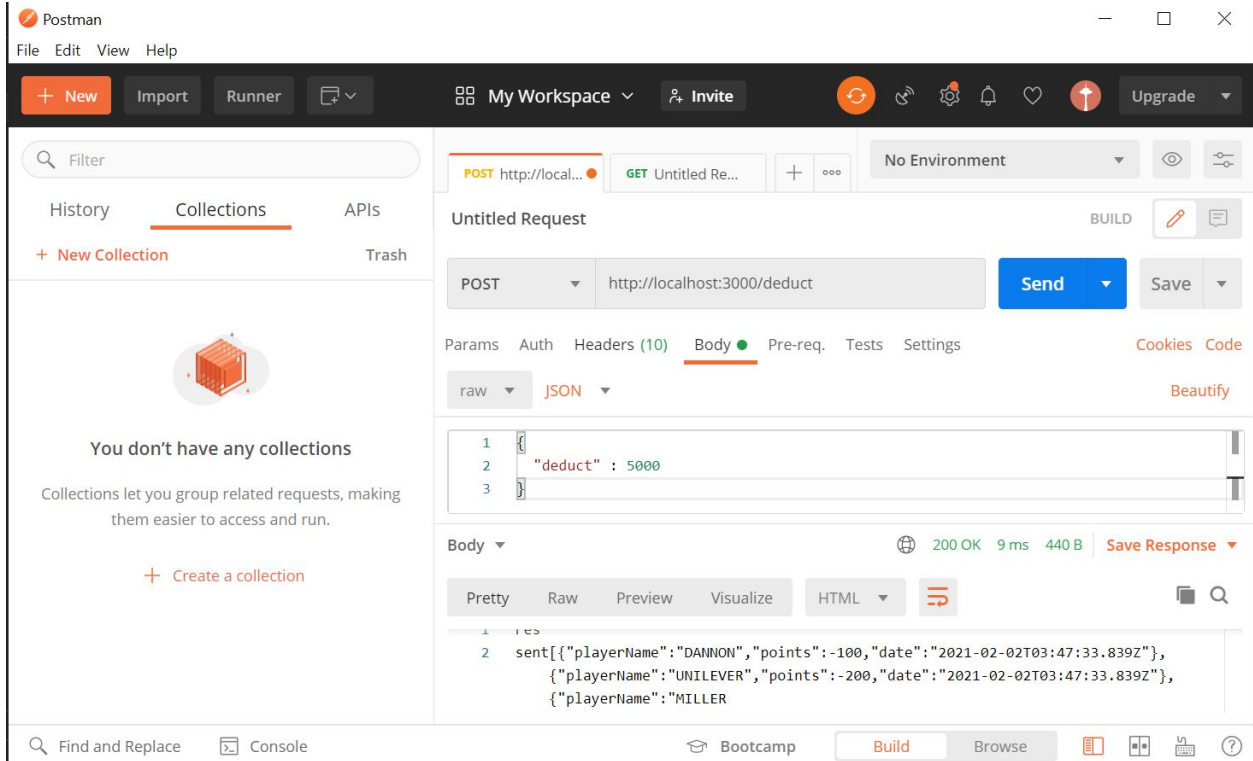 Postman
File Edit View Help
+ New Import Runner My Workspace Invite Upgrade
Filter
History Collections APIs
+ New Collection Trash
You don't have any collections
Collections let you group related requests, making
them easier to access and run.
+ Create a collection
POST http://local... GET Untitled Re... + ooo No Environment
Untitled Request BUILD
POST http://localhost:3000/deduct Send Save
Params Auth Headers (10) Body Pre-req. Tests Settings Cookies Code
raw JSON Beautify
1 {
2 "deduct" : 5000
3 }
Body 200 OK 9 ms 440 B Save Response
Pretty Raw Preview Visualize HTML
1 res
2 sent[{"playerName":"DANNON","points":-100,"date":"2021-02-02T03:47:33.839Z"},
{"playerName":"UNILEVER","points":-200,"date":"2021-02-02T03:47:33.839Z"},
{"playerName":"MILLER
Find and Replace Console Bootcamp Build Browse